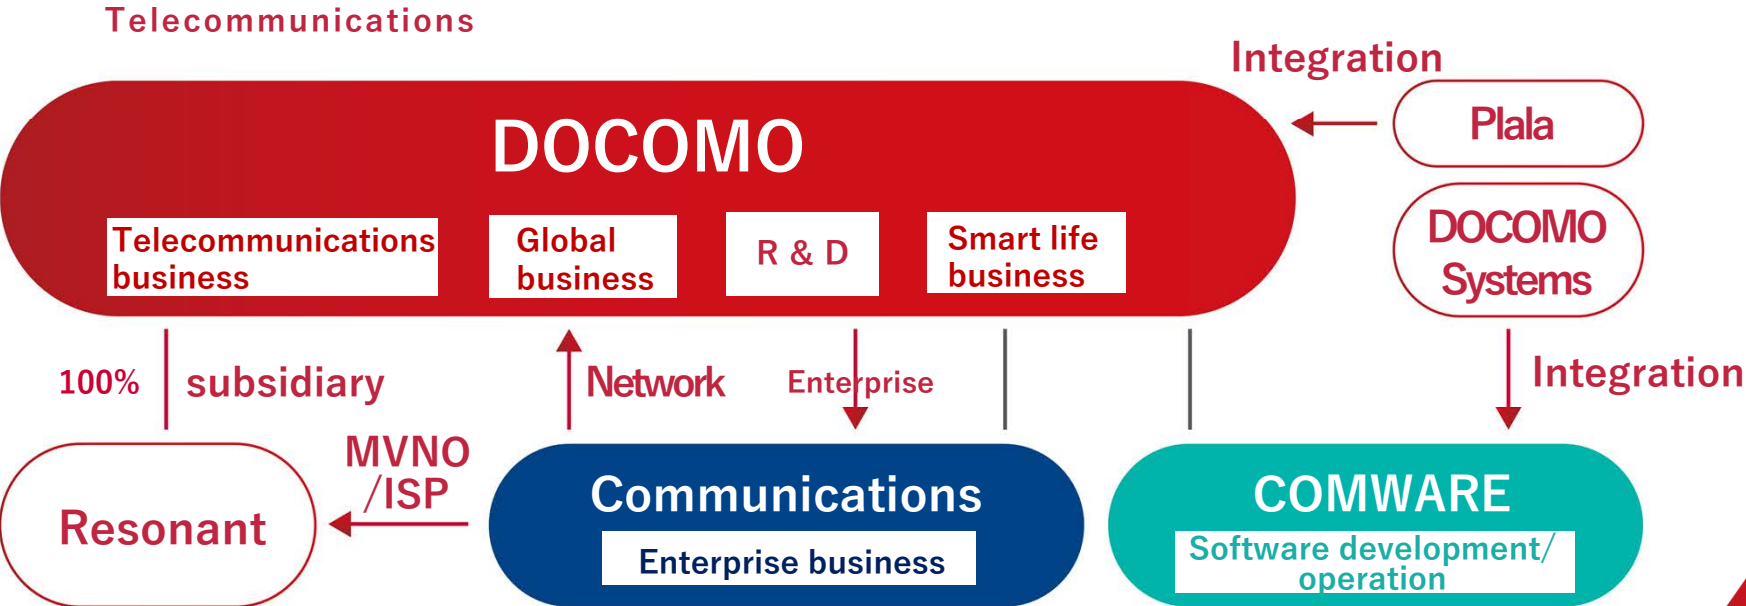 Telecommunications
Integration
DOCOMO
Plala
Telecommunications
business
Global
business
R & D
Smart life
business
DOCOMO
Systems
100%
subsidiary
Network
Enterprise
Integration
MVNO
/ISP
Resonant
Communications
Enterprise business
COMWARE
Software development/
operation